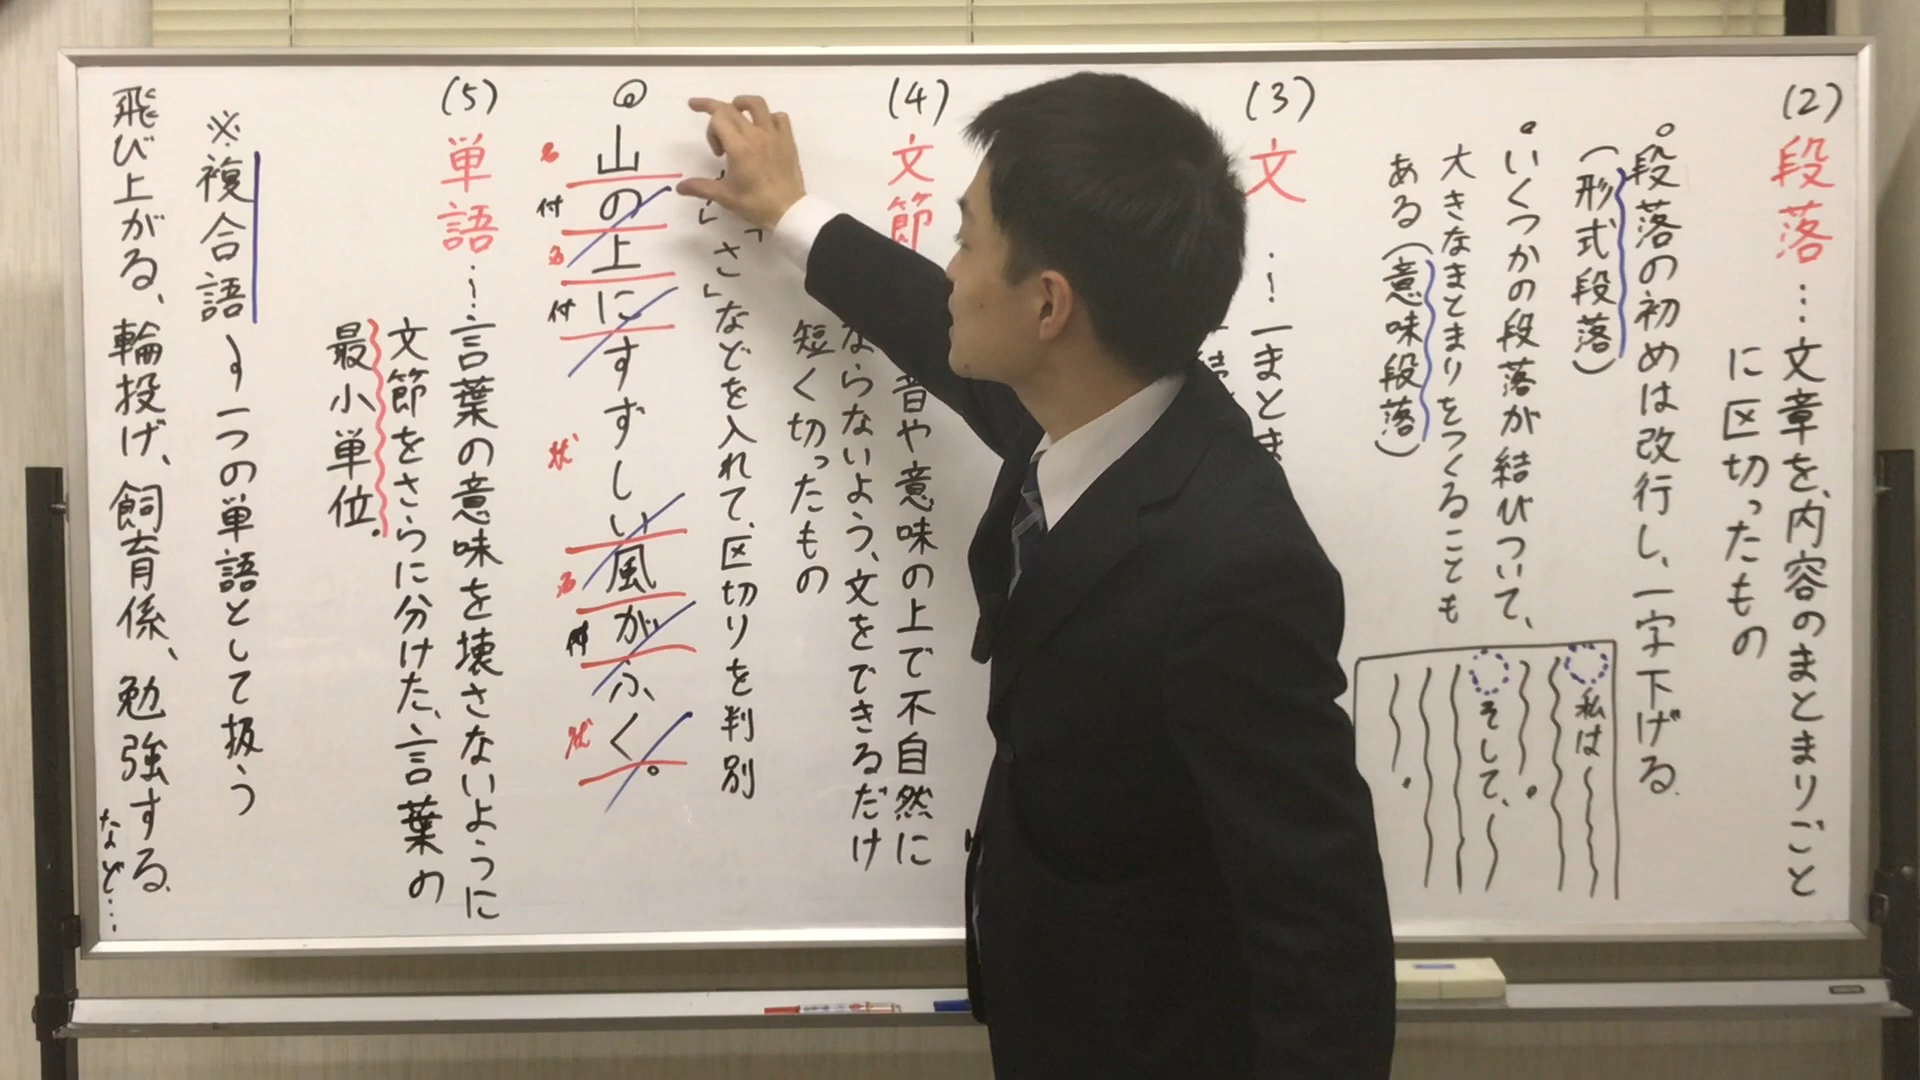 (2) 段落…文章を、内容のまとまりごと
に区切ったもの
。段落の初めは改行し、一字下げる。
(形式段落)
。いくつかの段落が結びついて、
大きなまとまりをつくることも
ある(意味段落)
私は
そして、
(3) 文…一まとま
(4) 文節
音や意味の上で不自然に
ならないよう、文をできるだけ
短く切ったもの
」「さ」などを入れて、区切りを判別
@ 山の上にすずしい風がふく。
名
付
名
付
状
名
付
状
(5) 単語…言葉の意味を壊さないように
文節をさらに分けた、言葉の
最小単位。
※複合語〜一つの単語として扱う
飛び上がる、輪投げ、飼育係、勉強する
など…